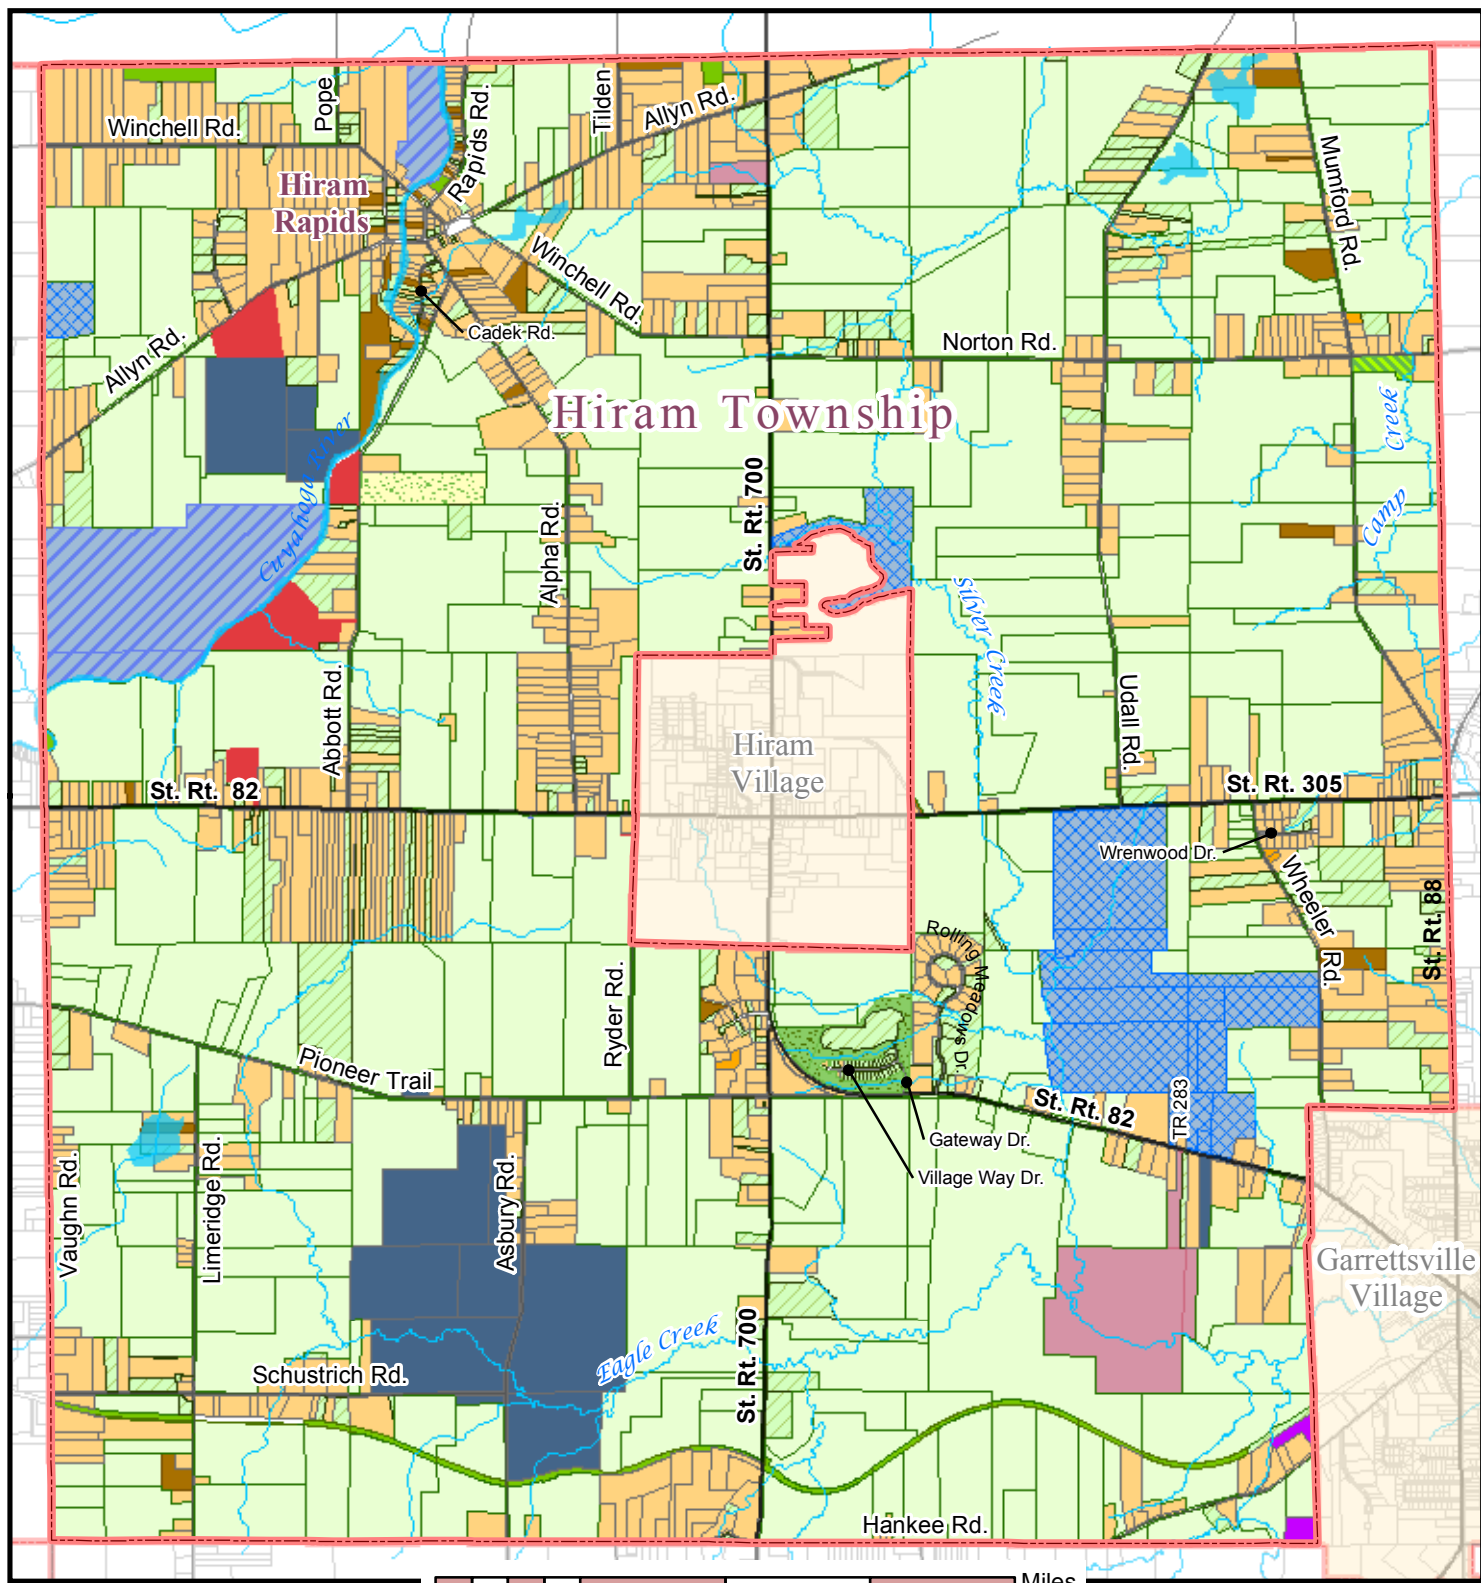 Pope
Rapids Rd.
Tilden
Allyn Rd.
Winchell Rd.
Mumford Rd.
Hiram
Rapids
Winchell Rd.
Cadek Rd.
Allyn Rd.
Norton Rd.
Hiram Township
Creek
Camp
Cuyahoga River
St. Rt. 700
Alpha Rd.
Silver Creek
Abbott Rd.
Udall Rd.
Hiram
Village
St. Rt. 82
St. Rt. 305
Wrenwood Dr.
Wheeler Rd.
St. Rt. 88
Rolling Meadows Dr.
Ryder Rd.
Pioneer Trail
St. Rt. 82
TR 283
Gateway Dr.
Village Way Dr.
Vaughn Rd.
Limeridge Rd.
Asbury Rd.
Garrettsville
Village
Eagle Creek
St. Rt. 700
Schustrich Rd.
Hankee Rd.
Miles